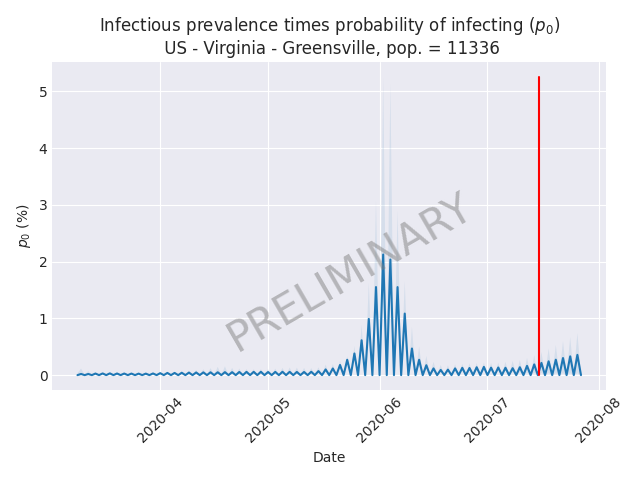 Infectious prevalence times probability of infecting (p₀)
US - Virginia - Greensville, pop. = 11336
5
4
3
2
1
0
p₀ (%)
PRELIMINARY
2020-04
2020-05
2020-06
2020-07
2020-08
Date